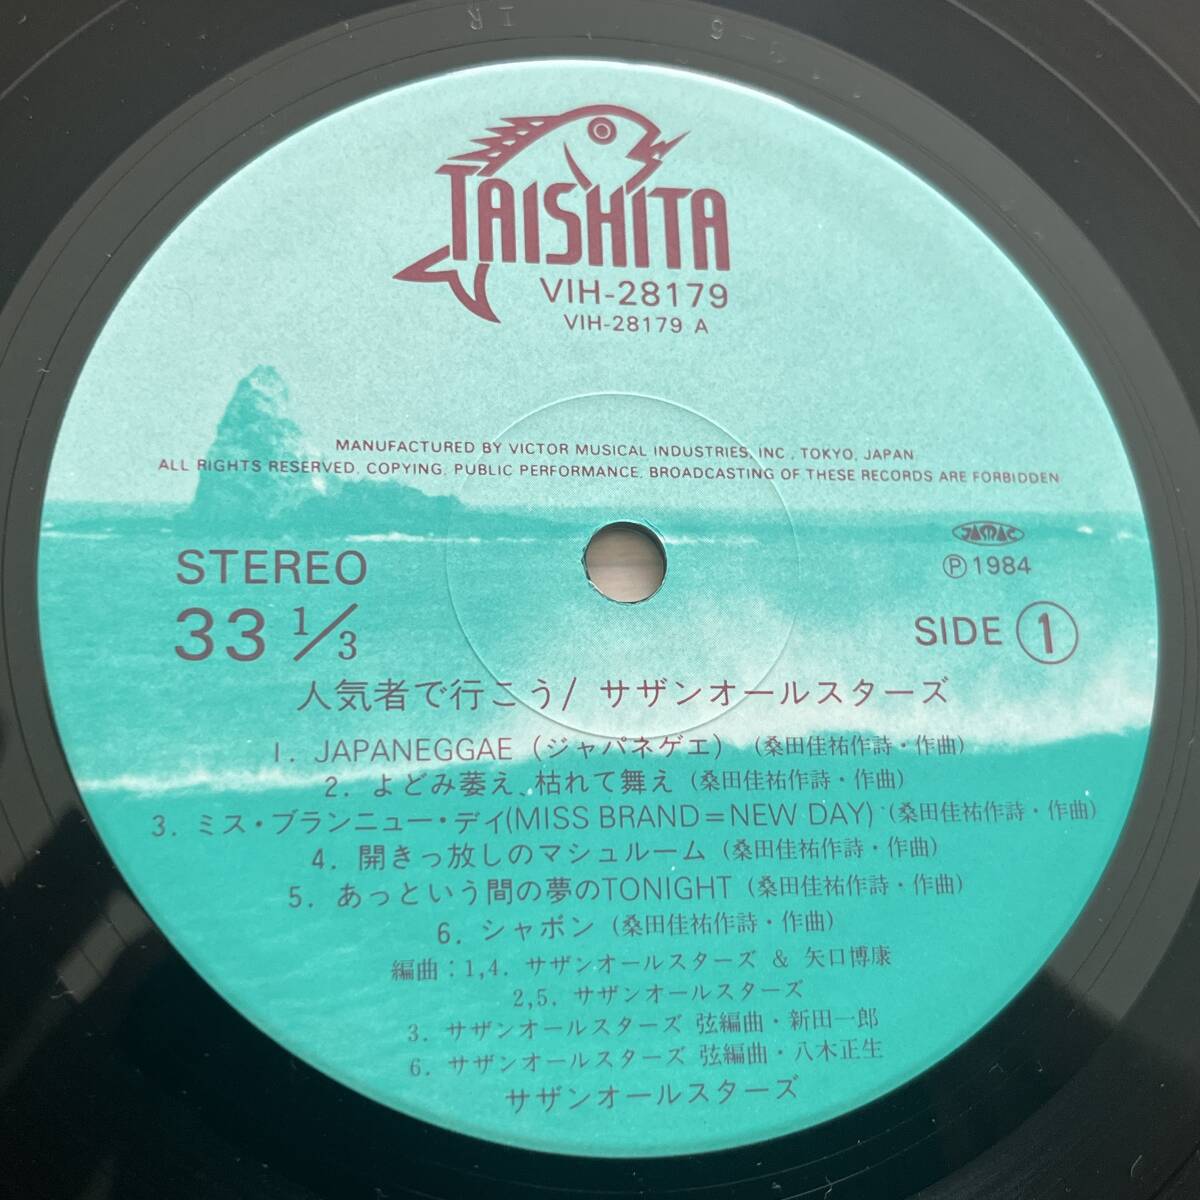 TAISHITA
VIH-28179
VIH-28179 A
MANUFACTURED BY VICTOR MUSICAL INDUSTRIES, INC., TOKYO, JAPAN
ALL RIGHTS RESERVED. COPYING, PUBLIC PERFORMANCE, BROADCASTING OF THESE RECORDS ARE FORBIDDEN
JASRAC
Ⓟ1984
STEREO
33 1/3
SIDE ①
人気者で行こう/ サザンオールスターズ
1. JAPANEGGAE (ジャパネゲエ) (桑田佳祐作詩・作曲)
2. よどみ萎え、枯れて舞え (桑田佳祐作詩・作曲)
3. ミス・ブランニュー・デイ(MISS BRAND=NEW DAY) (桑田佳祐作詩・作曲)
4. 開きっ放しのマシュルーム (桑田佳祐作詩・作曲)
5. あっという間の夢のTONIGHT (桑田佳祐作詩・作曲)
6. シャボン (桑田佳祐作詩・作曲)
編曲:1,4. サザンオールスターズ & 矢口博康
2,5. サザンオールスターズ
3. サザンオールスターズ 弦編曲・新田一郎
6. サザンオールスターズ 弦編曲・八木正生
サザンオールスターズ